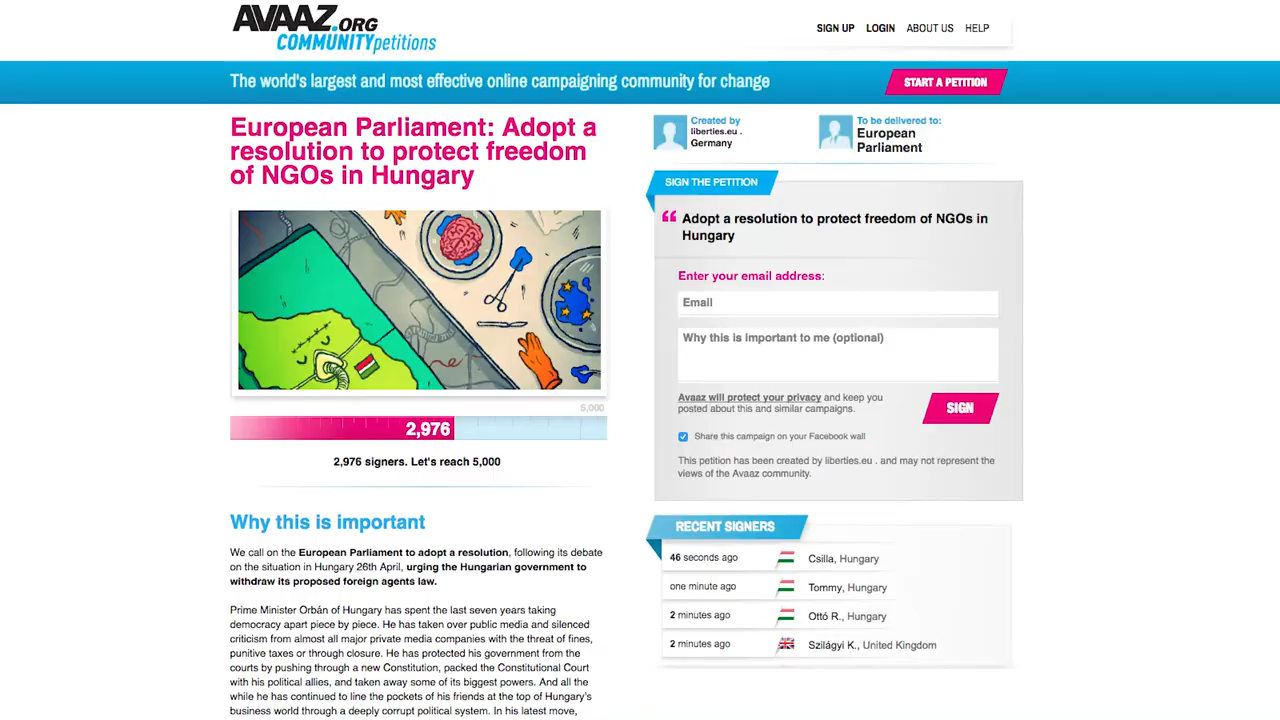 AVAAZ.ORG
COMMUNITYpetitions
SIGN UP LOGIN ABOUT US HELP
The world's largest and most effective online campaigning community for change
START A PETITION
European Parliament: Adopt a
resolution to protect freedom
of NGOs in Hungary
Created by
liberties.eu .
Germany
To be delivered to:
European
Parliament
SIGN THE PETITION
Adopt a resolution to protect freedom of NGOs in
Hungary
Enter your email address:
Email
Why this is important to me (optional)
Avaaz will protect your privacy and keep you
posted about this and similar campaigns.
SIGN
Share this campaign on your Facebook wall
This petition has been created by liberties.eu . and may not represent the
views of the Avaaz community.
5,000
2,976
2,976 signers. Let's reach 5,000
Why this is important
We call on the European Parliament to adopt a resolution, following its debate
on the situation in Hungary 26th April, urging the Hungarian government to
withdraw its proposed foreign agents law.
Prime Minister Orbán of Hungary has spent the last seven years taking
democracy apart piece by piece. He has taken over public media and silenced
criticism from almost all major private media companies with the threat of fines,
punitive taxes or through closure. He has protected his government from the
courts by pushing through a new Constitution, packed the Constitutional Court
with his political allies, and taken away some of its biggest powers. And all the
while he has continued to line the pockets of his friends at the top of Hungary's
business world through a deeply corrupt political system. In his latest move,
RECENT SIGNERS
46 seconds ago Csilla, Hungary
one minute ago Tommy, Hungary
2 minutes ago Ottó R., Hungary
2 minutes ago Szilágyi K., United Kingdom